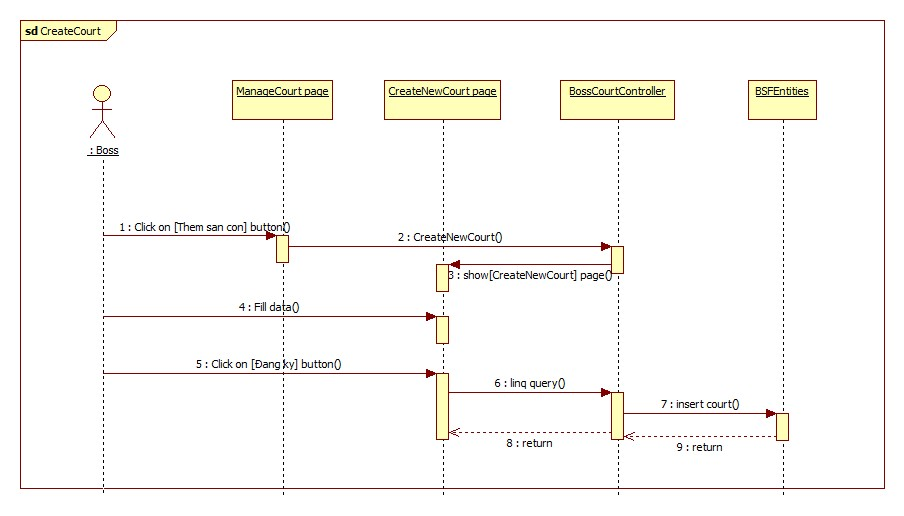 sd CreateCourt
ManageCourt page
CreateNewCourt page
BossCourtController
BSFEntities
: Boss
1 : Click on [Them san con] button()
2 : CreateNewCourt()
3 : show[CreateNewCourt] page()
4 : Fill data()
5 : Click on [Đang ky] button()
6 : linq query()
7 : insert court()
8 : return
9 : return